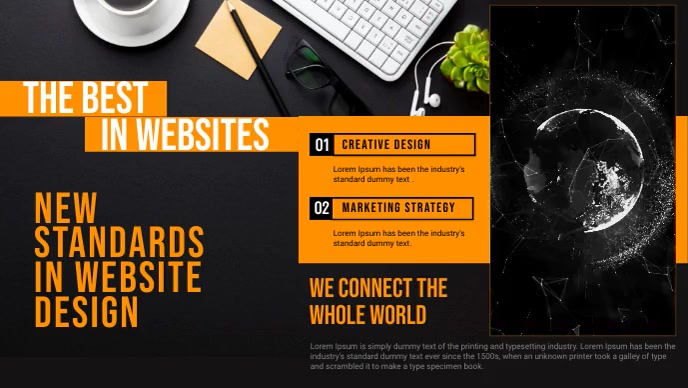 THE BEST
IN WEBSITES
NEW
STANDARDS
IN WEBSITE
DESIGN
01 CREATIVE DESIGN
Lorem Ipsum has been the industry's
standard dummy text .
02 MARKETING STRATEGY
Lorem Ipsum has been the industry's
standard dummy text.
WE CONNECT THE
WHOLE WORLD
Lorem Ipsum is simply dummy text of the printing and typesetting industry. Lorem Ipsum has been the
industry's standard dummy text ever since the 1500s, when an unknown printer took a galley of type
and scrambled it to make a type specimen book.